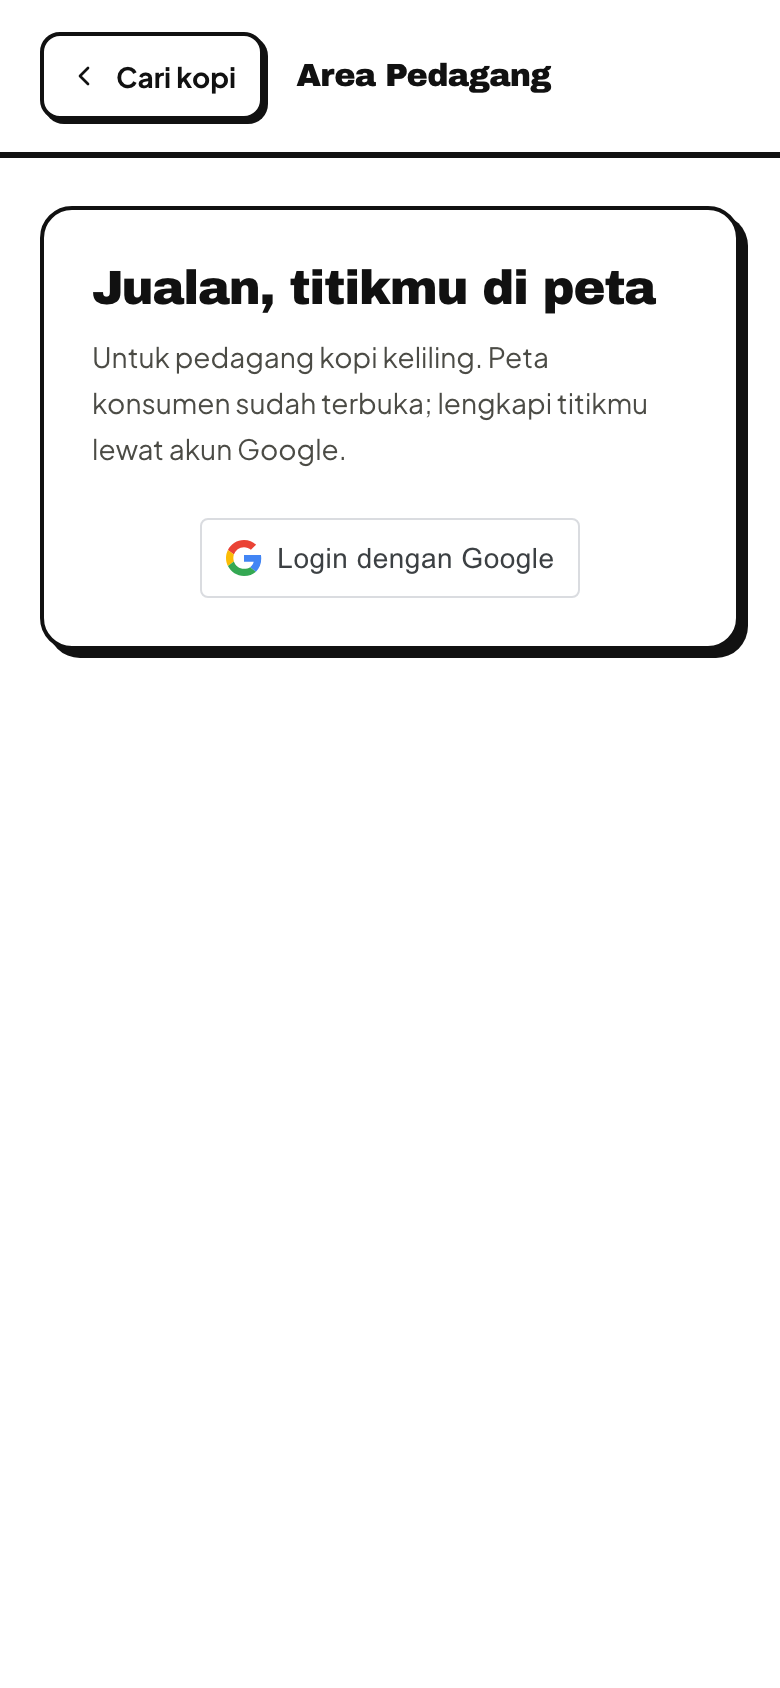 Cari kopi
Area Pedagang
Jualan, titikmu di peta
Untuk pedagang kopi keliling. Peta
konsumen sudah terbuka; lengkapi titikmu
lewat akun Google.
Login dengan Google